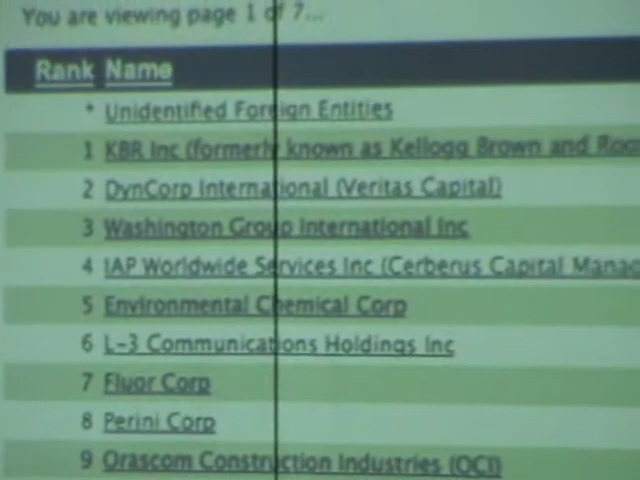 You are viewing page 1 of 7...
Rank Name
* Unidentified Foreign Entities
1 KBR Inc (formerly known as Kellogg Brown and
2 DynCorp International (Veritas Capital)
3 Washington Group International Inc
4 IAP Worldwide Services Inc (Cerberus Capital
5 Environmental Chemical Corp
6 L-3 Communications Holdings Inc
7 Fluor Corp
8 Perini Corp
9 Orascom Construction Industries (OCI)